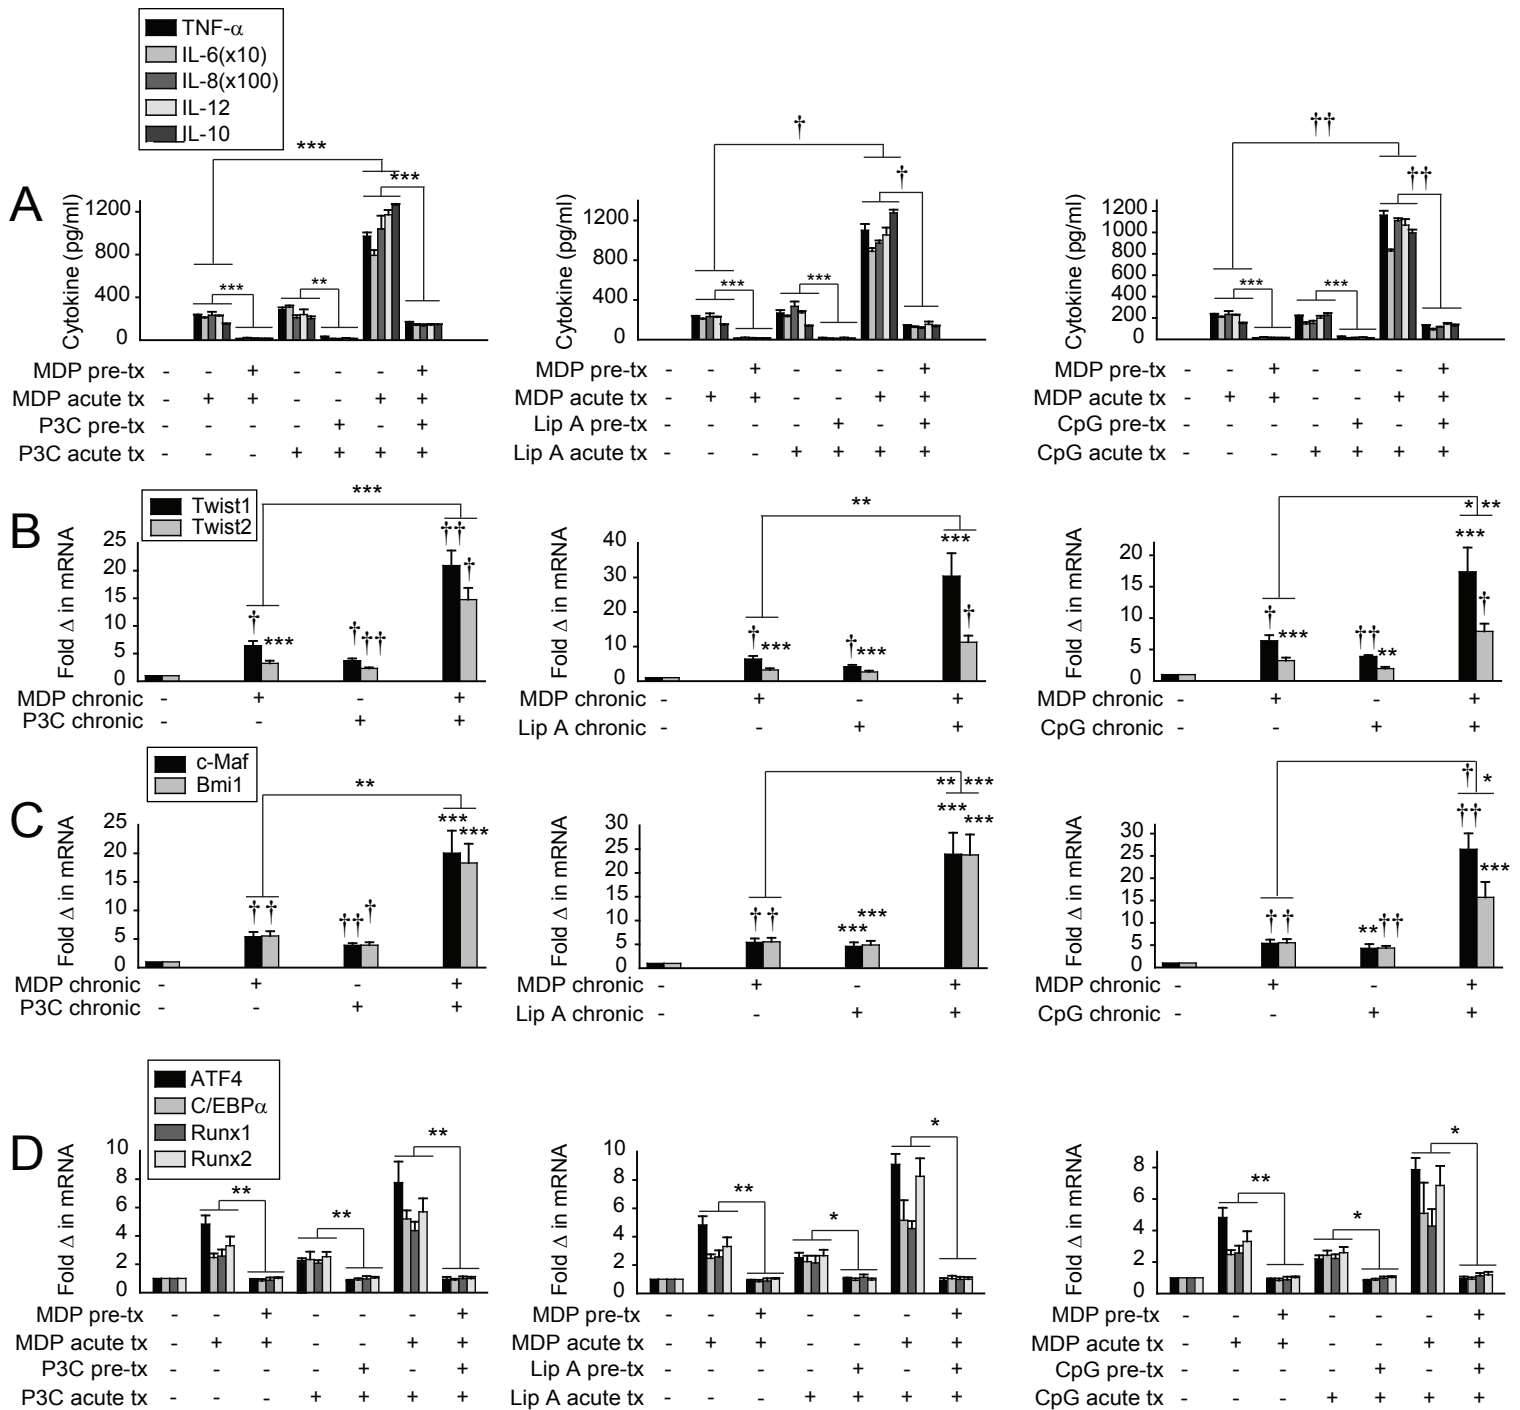 TNF-α
IL-6(x10)
IL-8(x100)
IL-12
IL-10
A
*** ***
*** **
Cytokine (pg/ml)
1200
800
400
0
MDP pre-tx - - + - - - +
MDP acute tx - + + - - + +
P3C pre-tx - - - - + - +
P3C acute tx - - - + + + +
† †
*** ***
Cytokine (pg/ml)
1200
800
400
0
MDP pre-tx - - + - - - +
MDP acute tx - + + - - + +
Lip A pre-tx - - - - + - +
Lip A acute tx - - - + + + +
†† ††
*** ***
Cytokine (pg/ml)
1200
1000
800
600
400
200
0
MDP pre-tx - - + - - - +
MDP acute tx - + + - - + +
CpG pre-tx - - - - + - +
CpG acute tx - - - + + + +
B
Twist1
Twist2
***
† *** † †† †† †
Fold Δ in mRNA
25
20
15
10
5
0
MDP chronic - + - +
P3C chronic - - + +
**
† *** † *** *** †
Fold Δ in mRNA
40
30
20
10
0
MDP chronic - + - +
Lip A chronic - - + +
* **
† *** †† ** *** †
Fold Δ in mRNA
20
15
10
5
0
MDP chronic - + - +
CpG chronic - - + +
C
c-Maf
Bmi1
**
† † †† † *** ***
Fold Δ in mRNA
25
20
15
10
5
0
MDP chronic - + - +
P3C chronic - - + +
** ***
† † *** *** *** ***
Fold Δ in mRNA
30
25
20
15
10
5
0
MDP chronic - + - +
Lip A chronic - - + +
† *
† † ** †† †† ***
Fold Δ in mRNA
30
25
20
15
10
5
0
MDP chronic - + - +
CpG chronic - - + +
D
ATF4
C/EBPα
Runx1
Runx2
** ** **
Fold Δ in mRNA
10
8
6
4
2
0
MDP pre-tx - - + - - - +
MDP acute tx - + + - - + +
P3C pre-tx - - - - + - +
P3C acute tx - - - + + + +
** * *
Fold Δ in mRNA
10
8
6
4
2
0
MDP pre-tx - - + - - - +
MDP acute tx - + + - - + +
Lip A pre-tx - - - - + - +
Lip A acute tx - - - + + + +
** * *
Fold Δ in mRNA
8
6
4
2
0
MDP pre-tx - - + - - - +
MDP acute tx - + + - - + +
CpG pre-tx - - - - + - +
CpG acute tx - - - + + + +